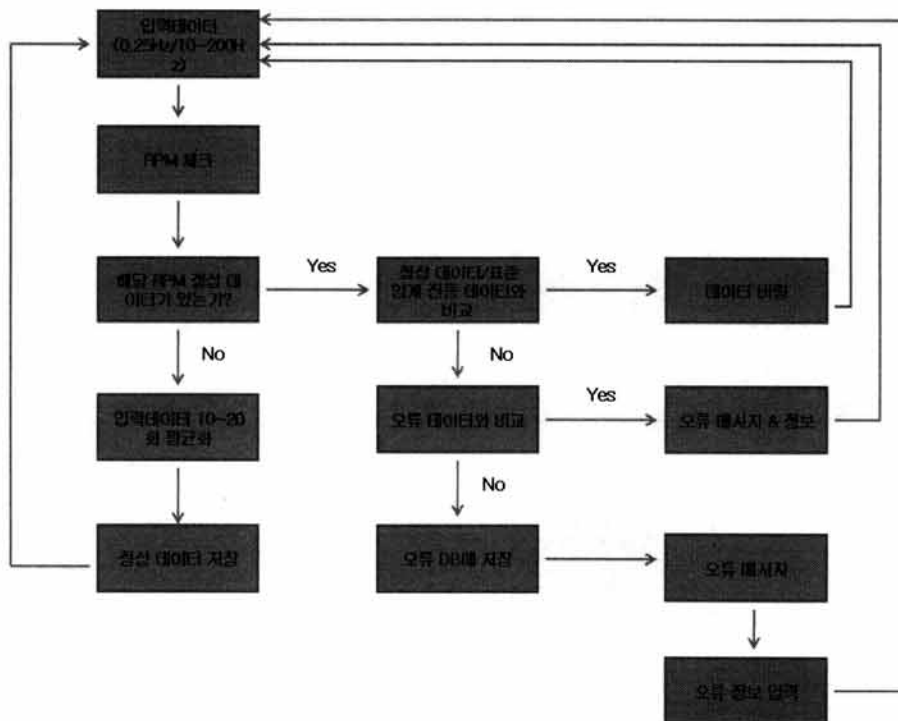 입력데이터
(0.25Hz/10~200H
z)
RPM 체크
해당 RPM 정상 데
이터가 있는가?
Yes
정상 데이터/표준
임계 진동 데이터와
비교
Yes
데이터 버림
No
No
입력데이터 10~20
회 평균화
오류 데이터와 비교
Yes
오류 메시지 & 정보
No
정상 데이터 저장
오류 DB에 저장
오류 메시지
오류 정보 입력